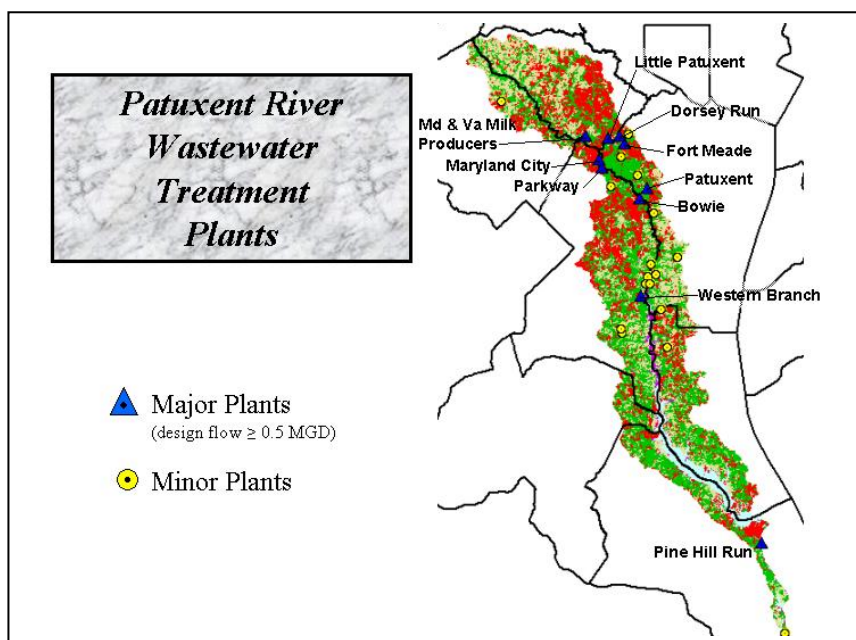 Patuxent River
Wastewater
Treatment
Plants
Major Plants
(design flow ≥ 0.5 MGD)
Minor Plants
Little Patuxent
Dorsey Run
Md & Va Milk
Producers
Fort Meade
Maryland City
Parkway
Patuxent
Bowie
Western Branch
Pine Hill Run